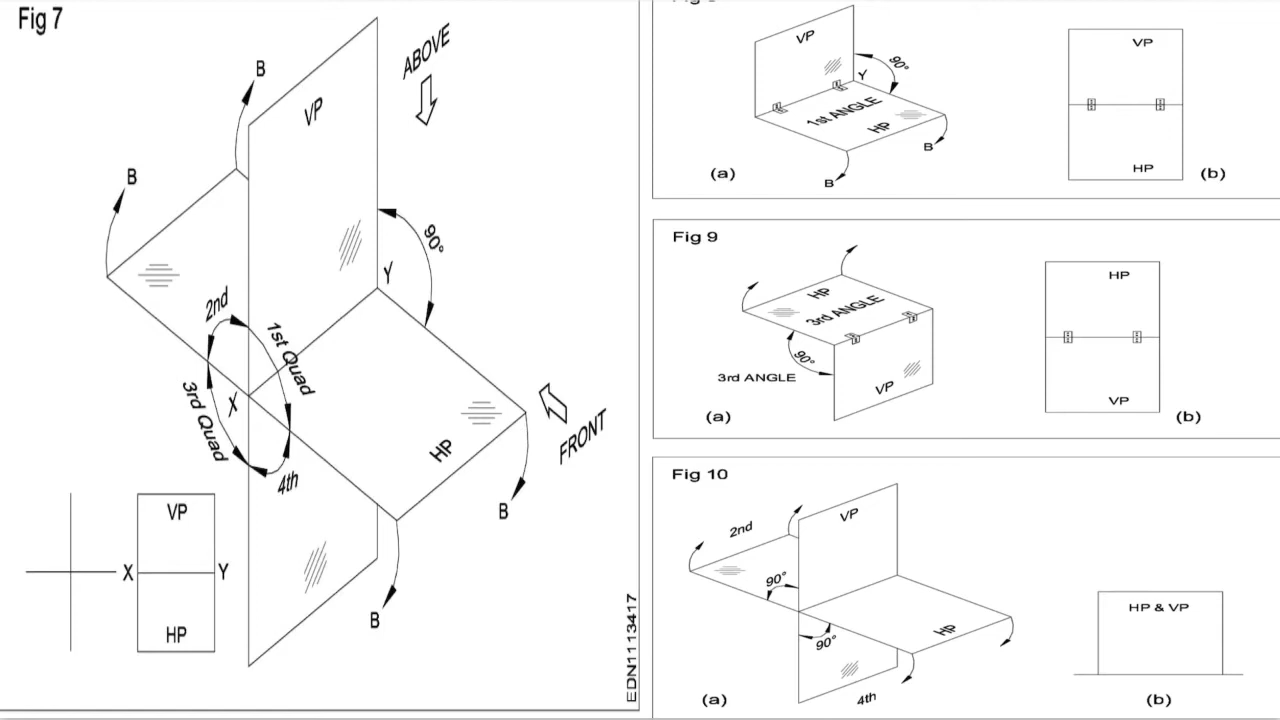 Fig 7
B
B
VP
ABOVE
90°
Y
2nd
1st Quad
3rd Quad
X
4th
HP
FRONT
B
B
VP
X
Y
HP
EDN1113417
VP
90°
Y
1st ANGLE
HP
B
B
(a)
VP
HP
(b)
Fig 9
HP
3rd ANGLE
90°
3rd ANGLE
VP
(a)
HP
VP
(b)
Fig 10
2nd
VP
90°
90°
HP
4th
(a)
HP & VP
(b)